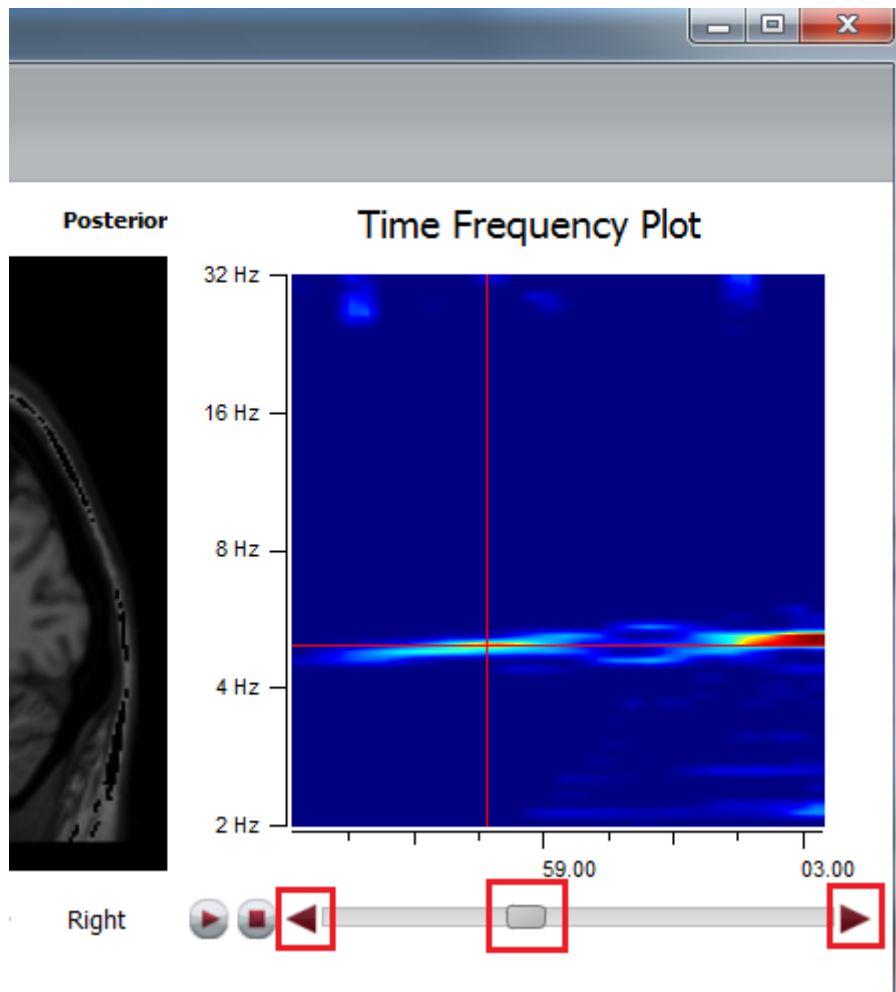 Posterior
Time Frequency Plot
32 Hz
16 Hz
8 Hz
4 Hz
2 Hz
59.00
03.00
Right